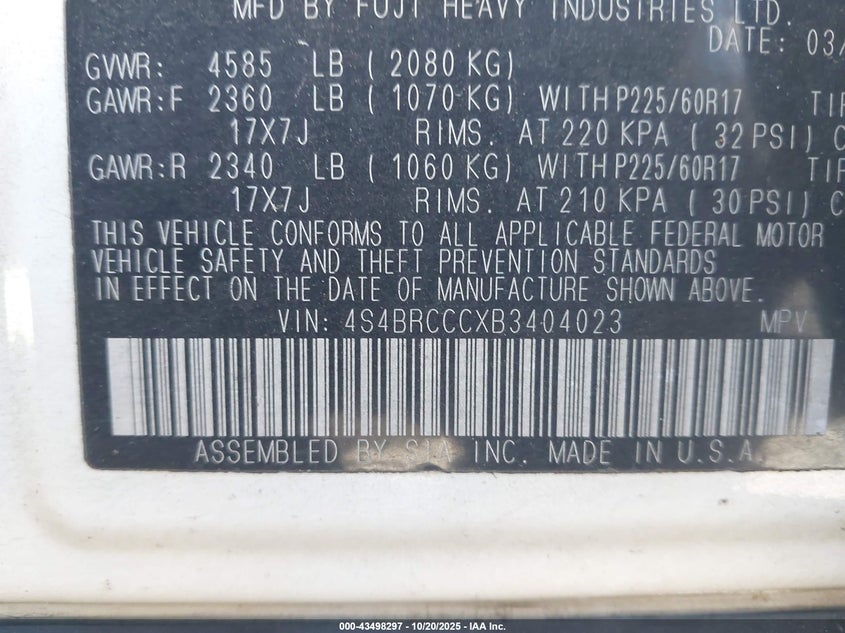 MFD BY FUJI HEAVY INDUSTRIES LTD.
DATE: 03/
GVWR: 4585 LB ( 2080 KG)
GAWR:F 2360 LB ( 1070 KG) WITH P225/60R17 TIR
17X7J RIMS. AT 220 KPA ( 32 PSI) C
GAWR:R 2340 LB ( 1060 KG) WITH P225/60R17 TIR
17X7J RIMS. AT 210 KPA ( 30 PSI) C
THIS VEHICLE CONFORMS TO ALL APPLICABLE FEDERAL MOTOR
VEHICLE SAFETY AND THEFT PREVENTION STANDARDS
IN EFFECT ON THE DATE OF MANUFACTURE SHOWN ABOVE.
VIN: 4S4BRCCCXB3404023 MPV
ASSEMBLED BY SIA INC. MADE IN U.S.A.
000-43498297 - 10/20/2025 - IAA Inc.